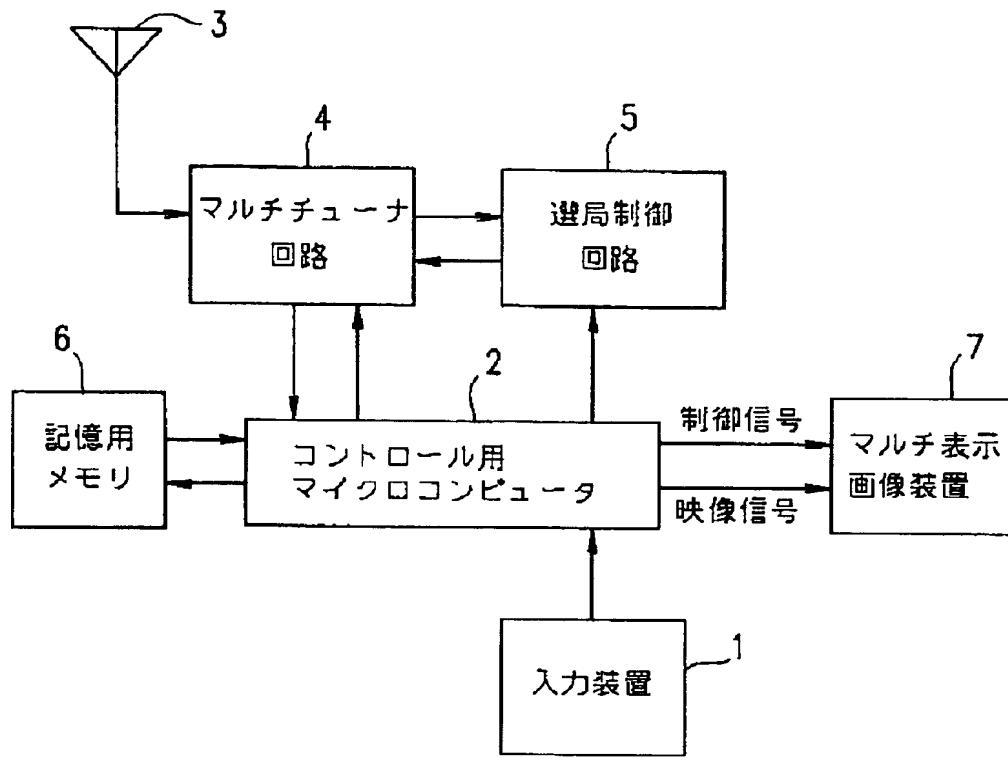 3
4
マルチチューナ
回路
5
選局制御
回路
6
記憶用
メモリ
2
コントロール用
マイクロコンピュータ
制御信号
映像信号
7
マルチ表示
画像装置
1
入力装置